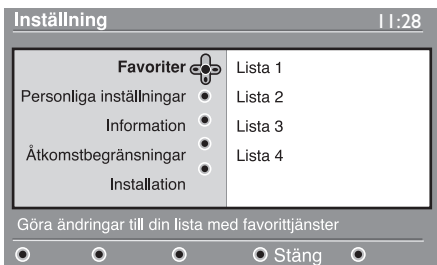 Inställning 11:28
Favoriter Lista 1
Personliga inställningar Lista 2
Information Lista 3
Åtkomstbegränsningar Lista 4
Installation
Göra ändringar till din lista med favorittjänster
Stäng